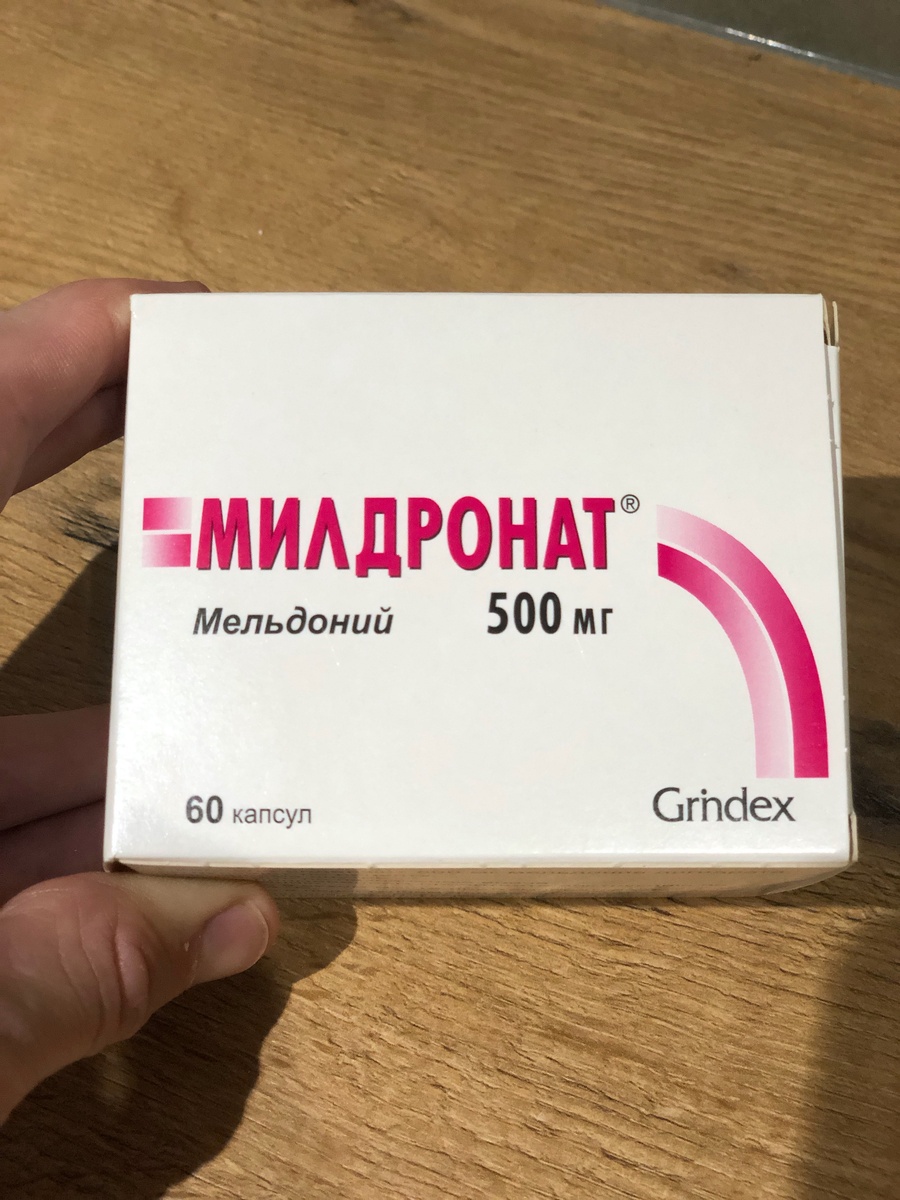 МИЛДРОНАТ®
Мельдоний 500 мг
60 капсул
Grindex